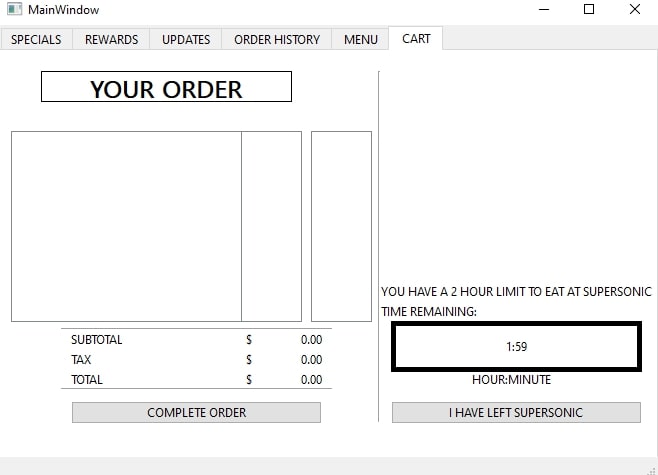 MainWindow
SPECIALS REWARDS UPDATES ORDER HISTORY MENU CART
YOUR ORDER
SUBTOTAL $ 0.00
TAX $ 0.00
TOTAL $ 0.00
COMPLETE ORDER
YOU HAVE A 2 HOUR LIMIT TO EAT AT SUPERSONIC
TIME REMAINING:
1:59
HOUR:MINUTE
I HAVE LEFT SUPERSONIC